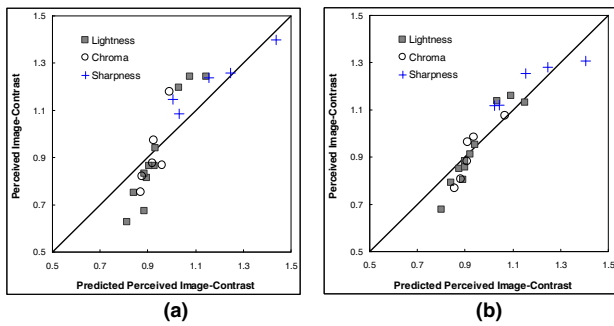 1.5
1.3
1.1
0.9
0.7
0.5
Perceived Image-Contrast
Lightness
Chroma
Sharpness
0.5 0.7 0.9 1.1 1.3 1.5
Predicted Perceived Image-Contrast
(a)
1.5
1.3
1.1
0.9
0.7
0.5
Perceived Image-Contrast
Lightness
Chroma
Sharpness
0.5 0.7 0.9 1.1 1.3 1.5
Predicted Perceived Image-Contrast
(b)